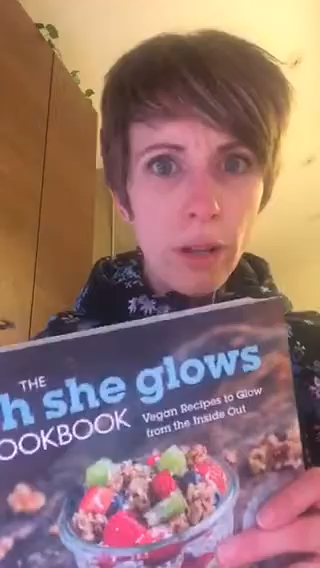 THE
h she glows
OOKBOOK
Vegan Recipes to Glow
from the Inside Out